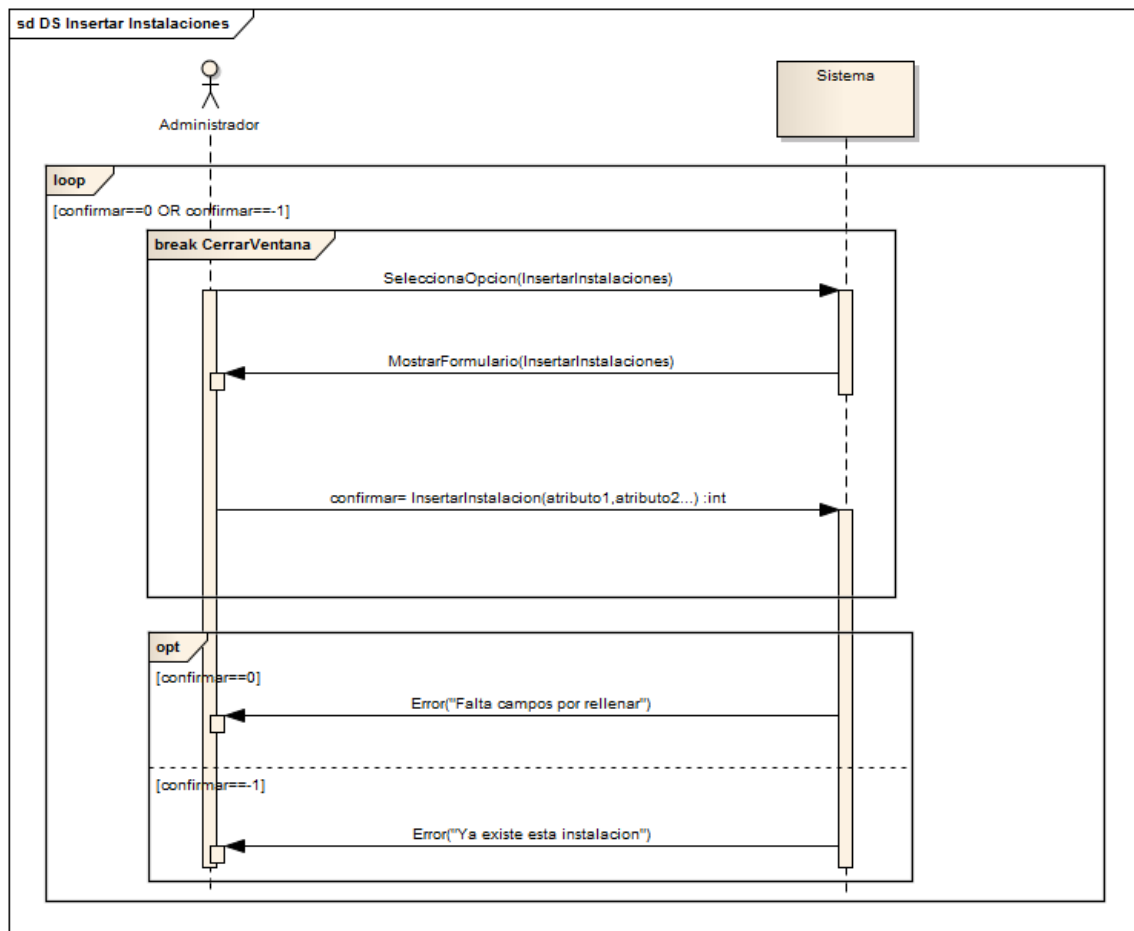 sd DS Insertar Instalaciones
Administrador
Sistema
loop
[confirmar==0 OR confirmar==-1]
break CerrarVentana
SeleccionaOpcion(InsertarInstalaciones)
MostrarFormulario(InsertarInstalaciones)
confirmar= InsertarInstalacion(atributo1,atributo2...) :int
opt
[confirmar==0]
Error("Falta campos por rellenar")
[confirmar==-1]
Error("Ya existe esta instalacion")